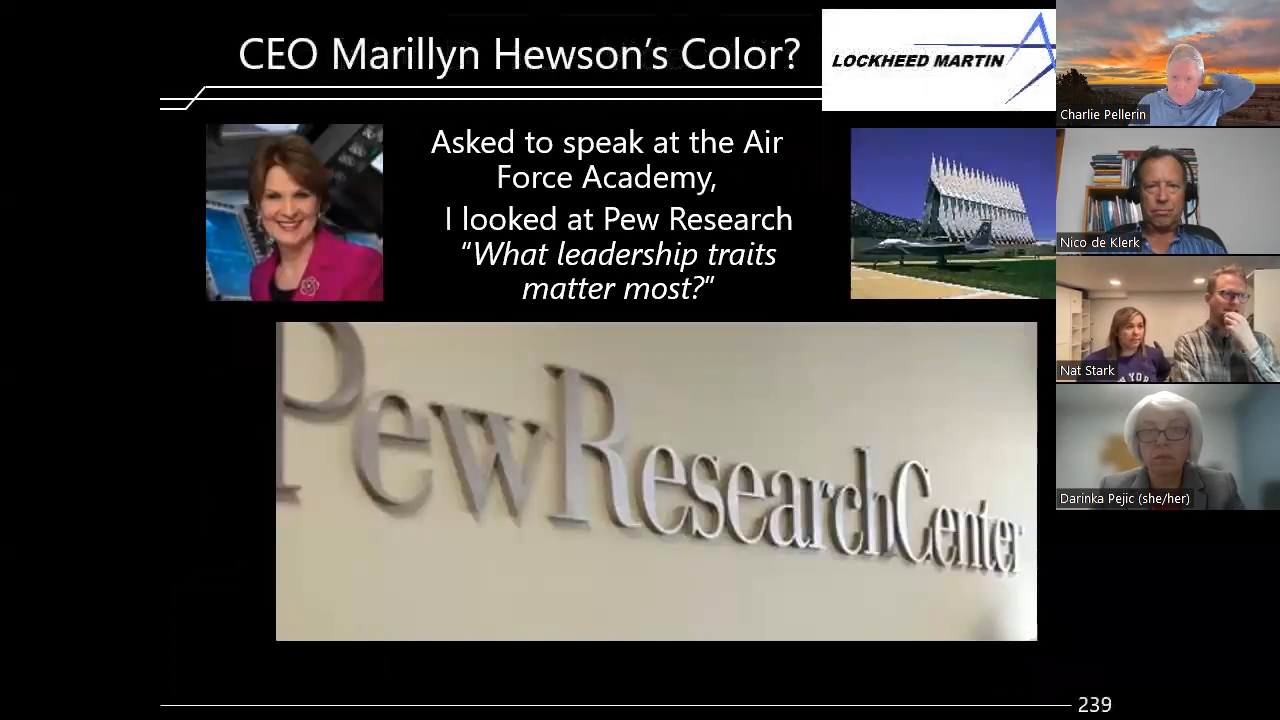 CEO Marillyn Hewson’s Color?
LOCKHEED MARTIN
Asked to speak at the Air
Force Academy,
I looked at Pew Research
“What leadership traits
matter most?”
PewResearchCenter
239
Charlie Pellerin
Nico de Klerk
Nat Stark
YOR
Darinka Pejic (she/her)